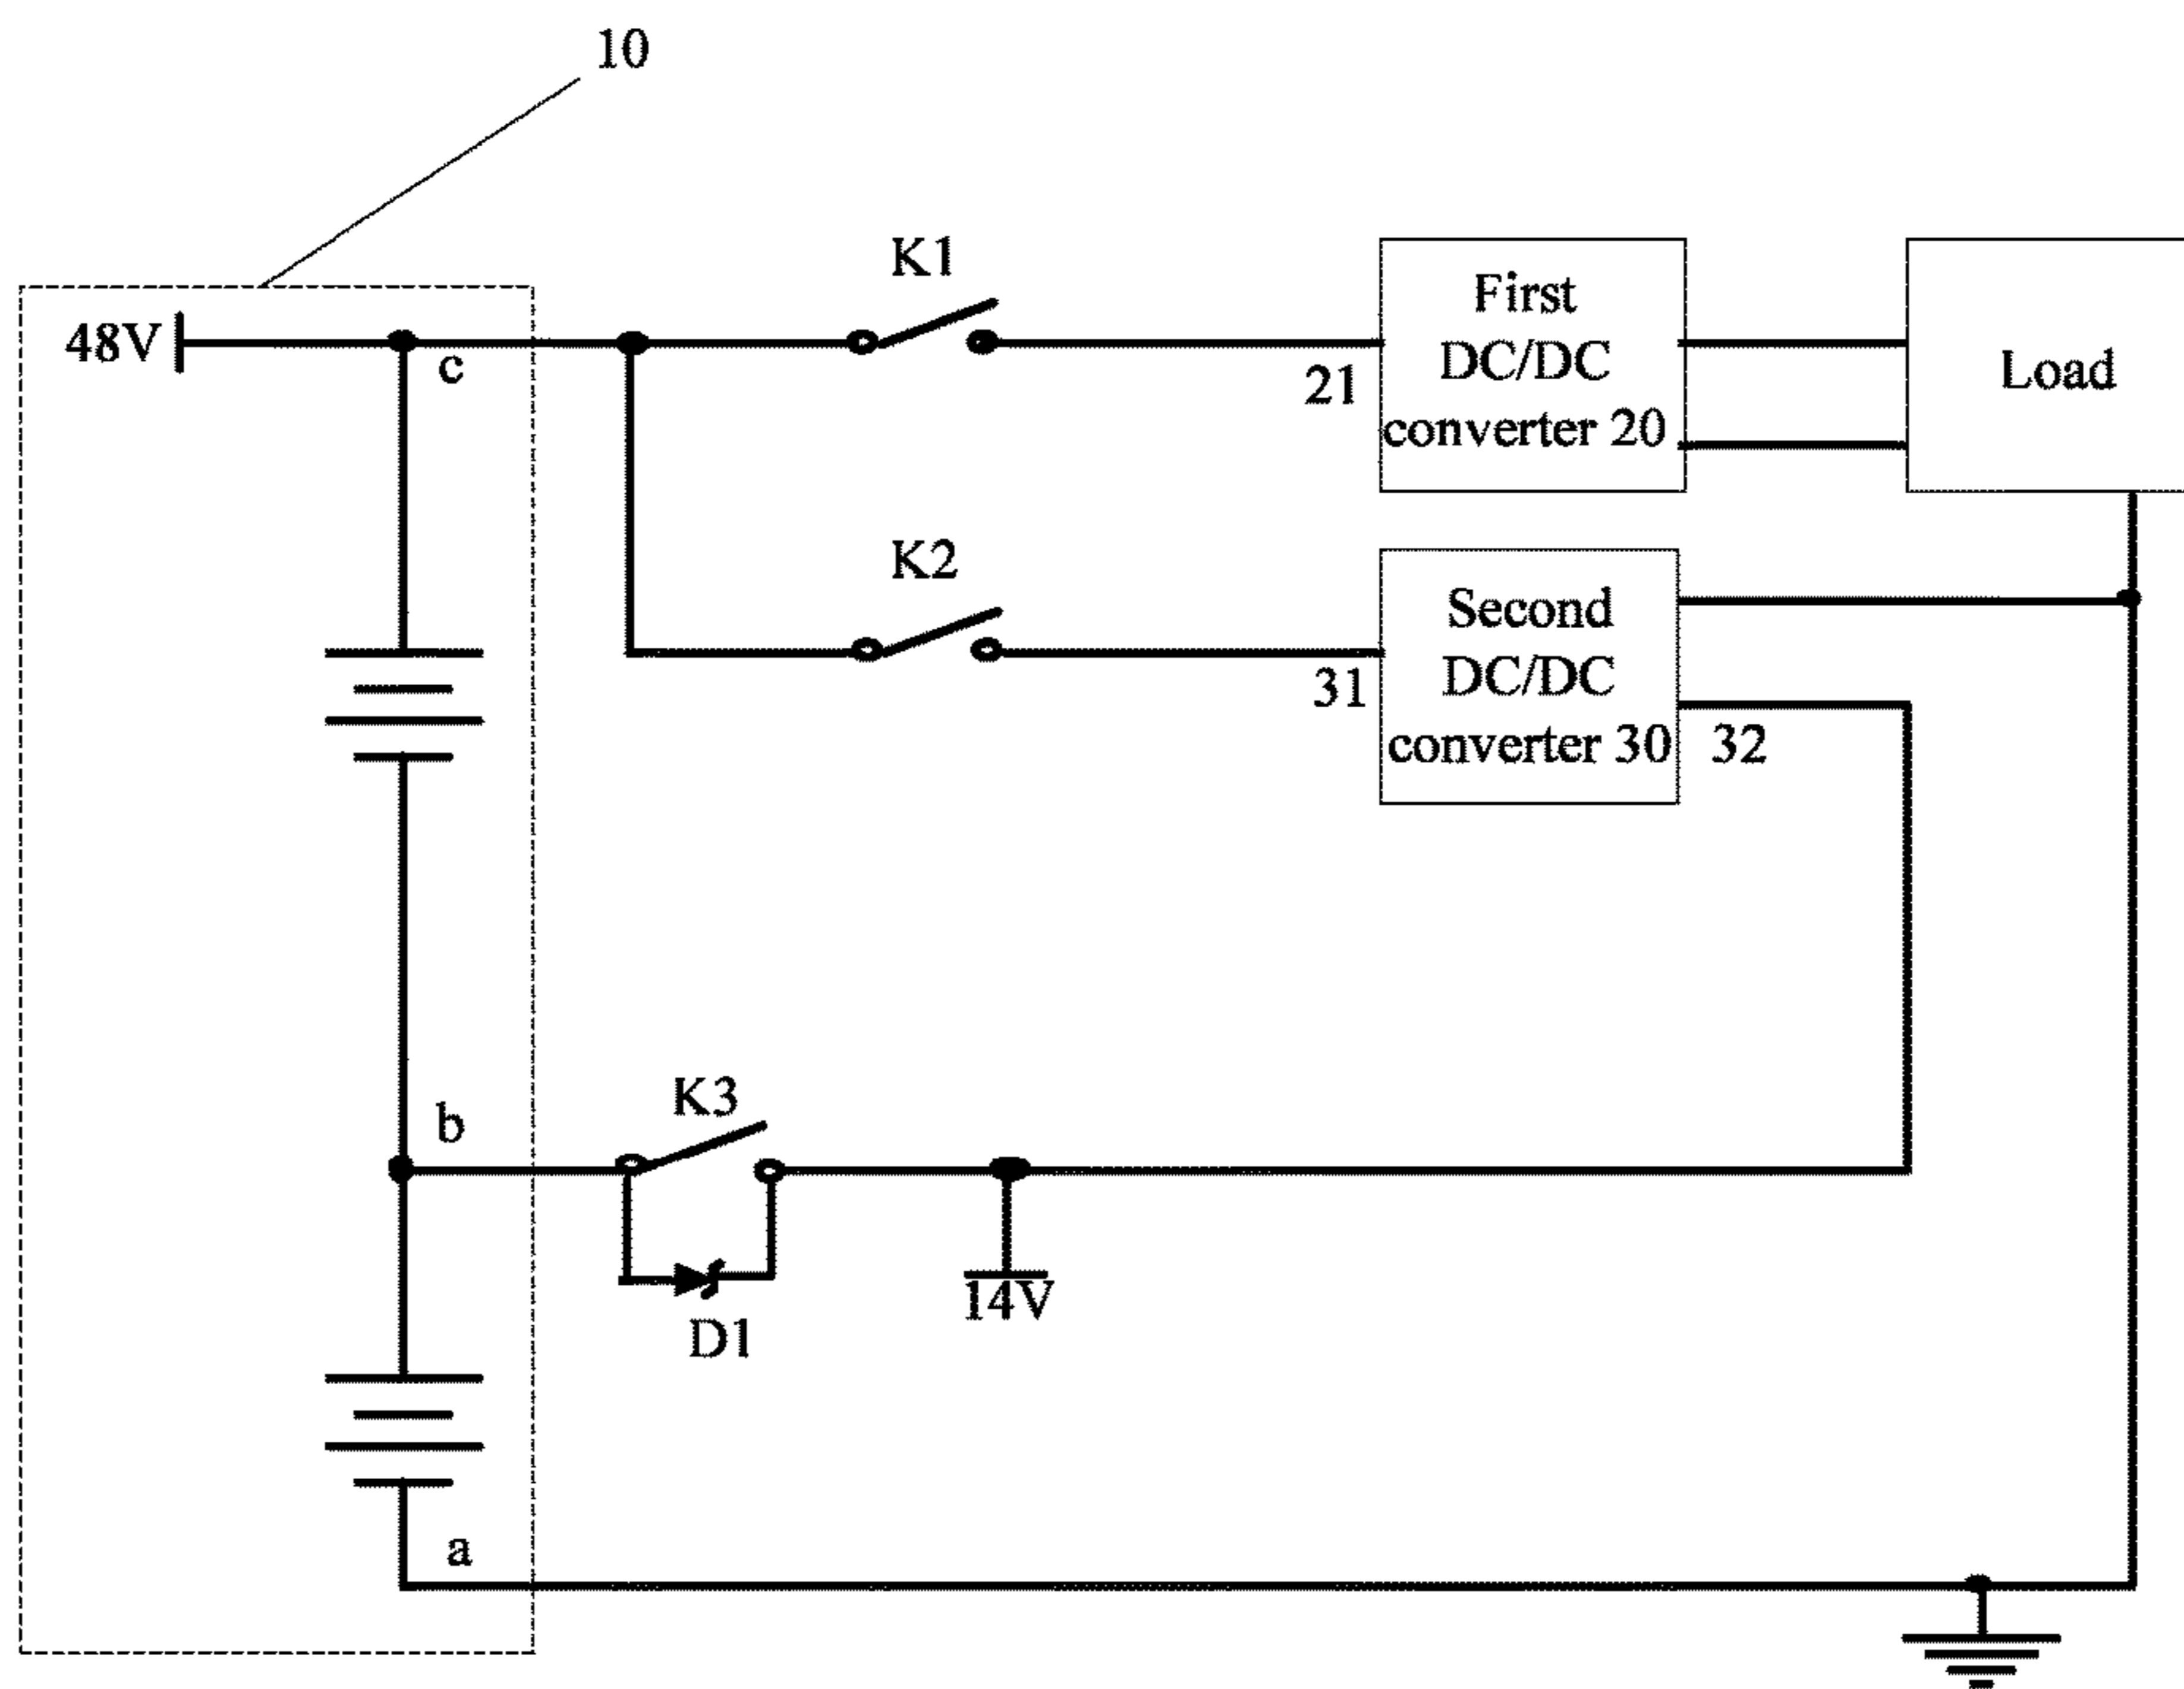 10
K1
48V
c
21
First
DC/DC
converter 20
Load
K2
31
Second
DC/DC
converter 30
32
K3
b
14V
D1
a